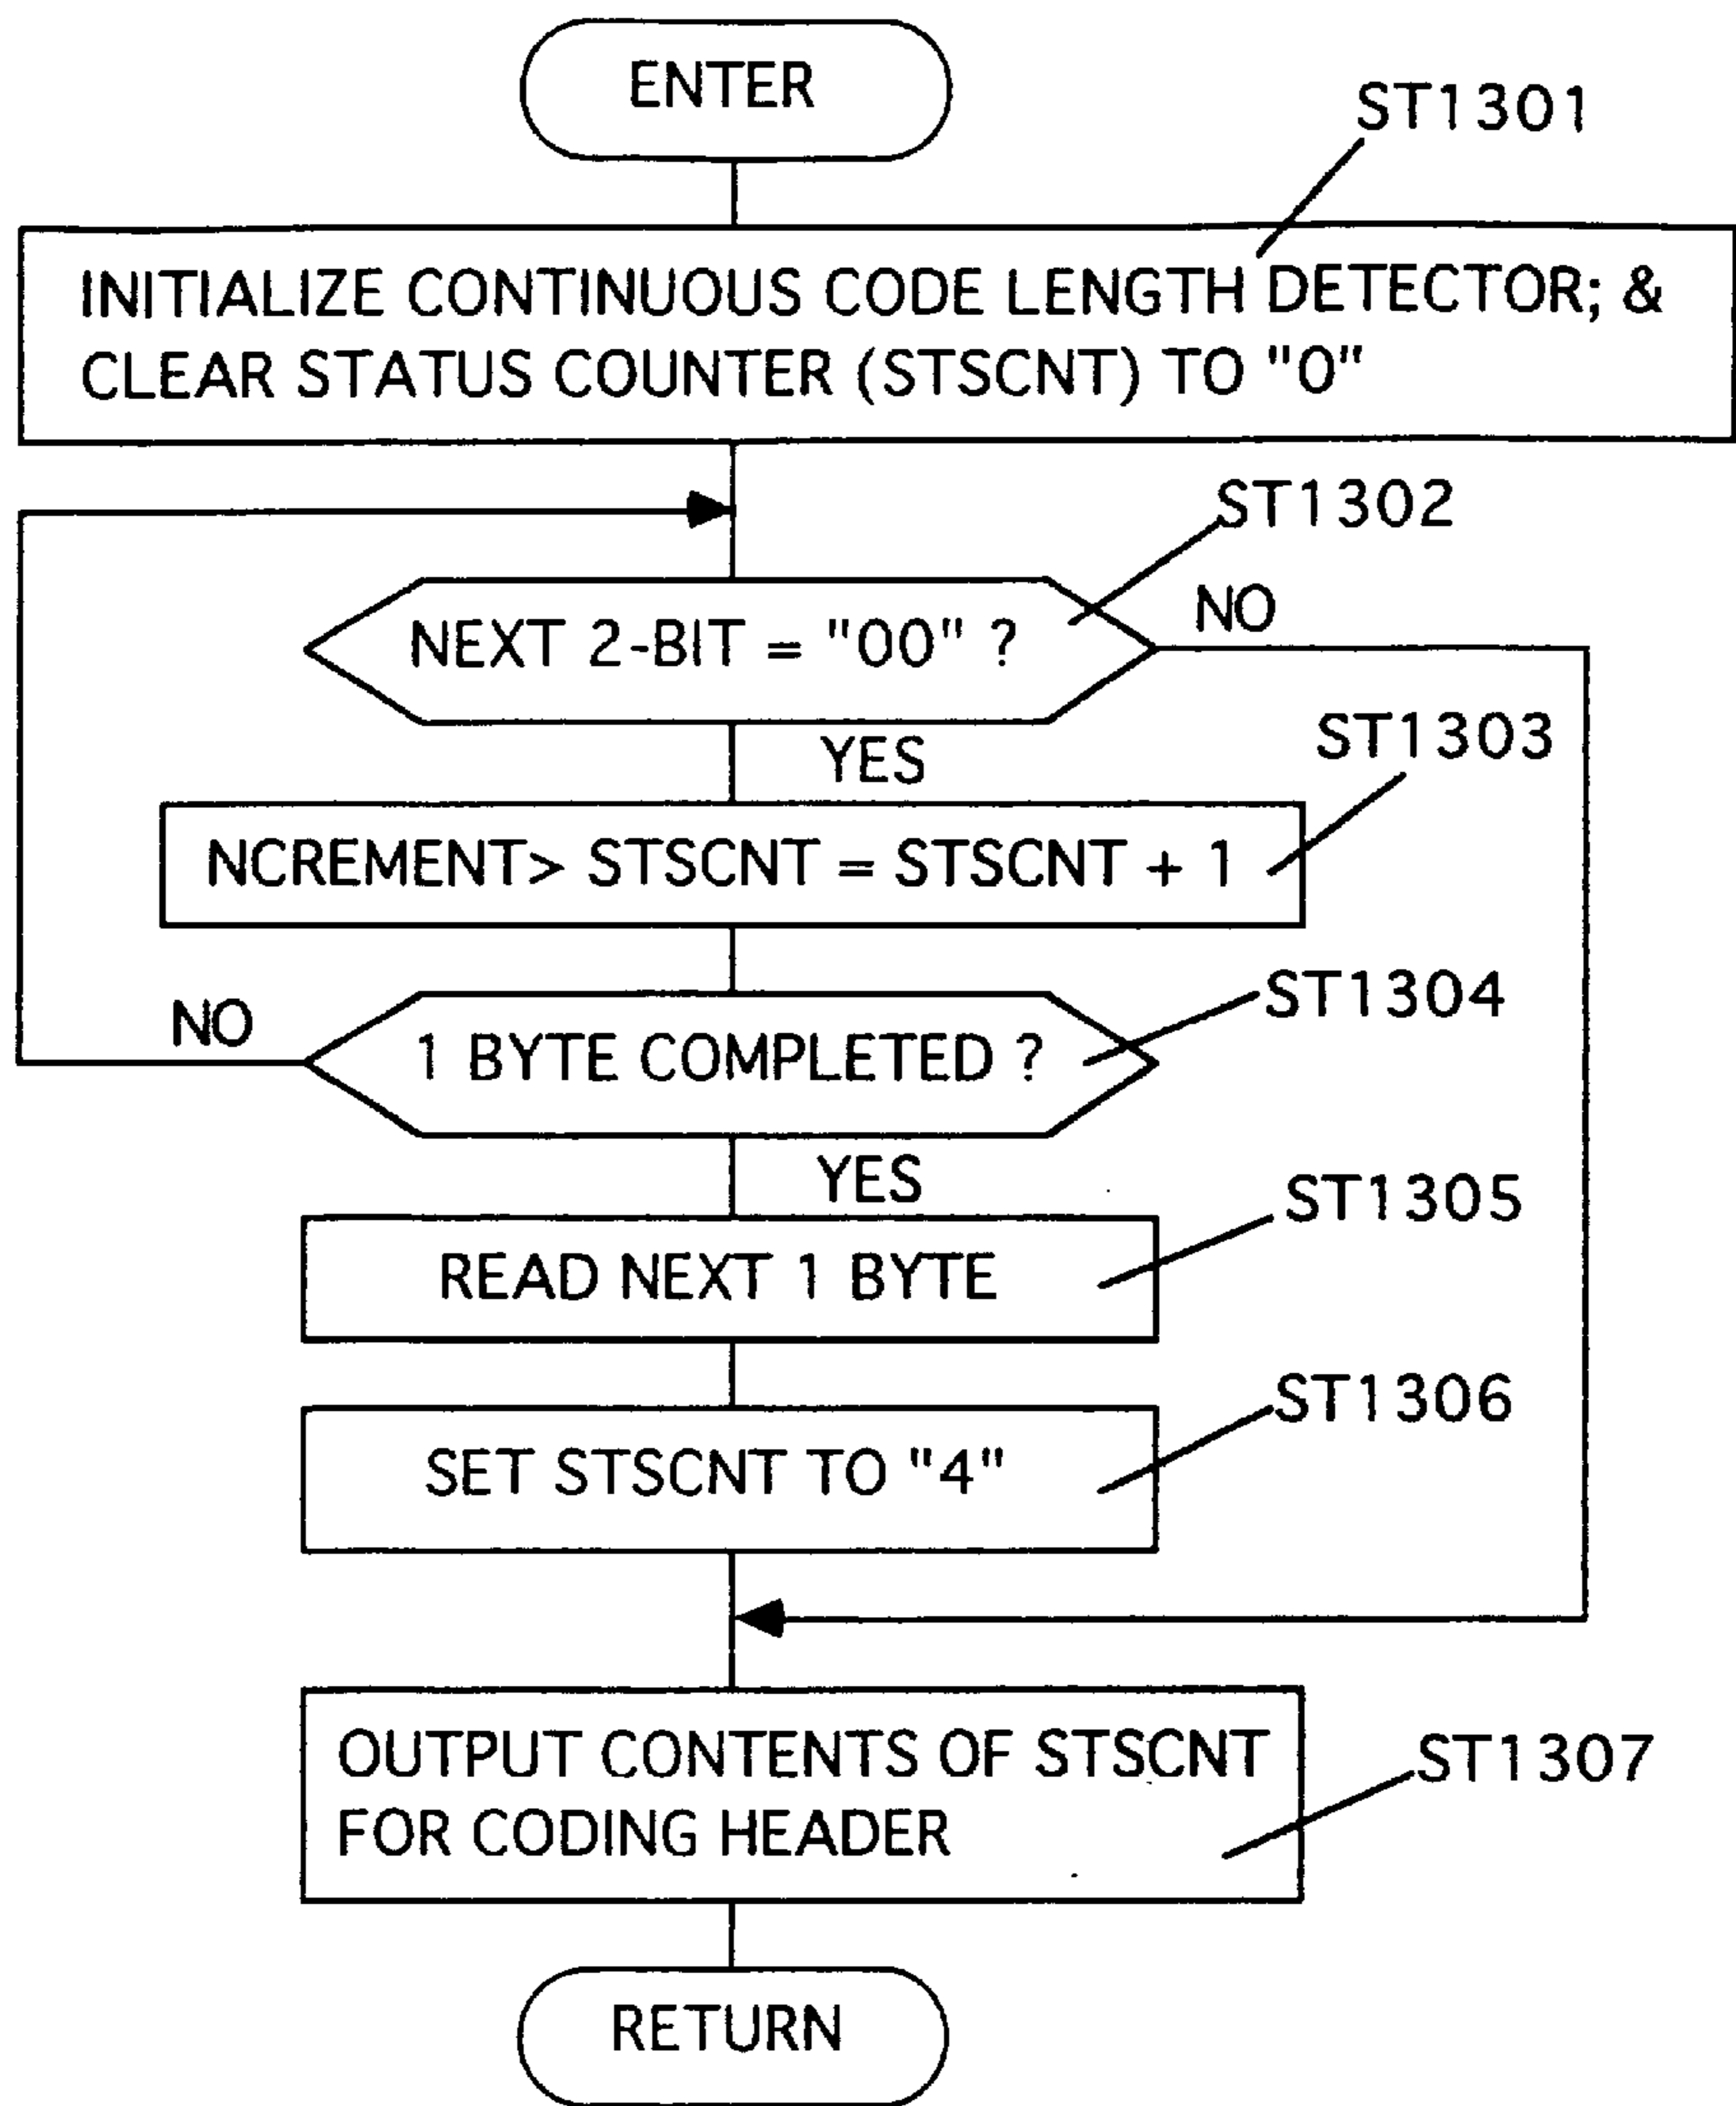 ENTER
ST1301
INITIALIZE CONTINUOUS CODE LENGTH DETECTOR; &
CLEAR STATUS COUNTER (STSCNT) TO "0"
ST1302
NEXT 2-BIT = "00" ?
NO
YES
ST1303
NCREMENT> STSCNT = STSCNT + 1
ST1304
NO
1 BYTE COMPLETED ?
YES
ST1305
READ NEXT 1 BYTE
ST1306
SET STSCNT TO "4"
OUTPUT CONTENTS OF STSCNT
FOR CODING HEADER
ST1307
RETURN